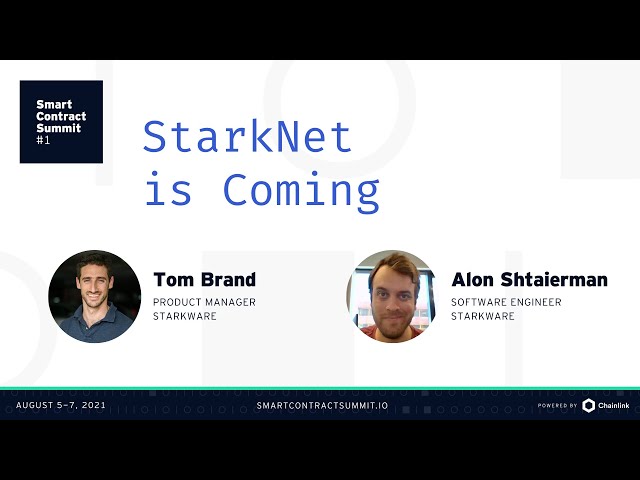 Smart
Contract
Summit
#1
StarkNet
is Coming
Tom Brand
PRODUCT MANAGER
STARKWARE
Alon Shtaierman
SOFTWARE ENGINEER
STARKWARE
AUGUST 5–7, 2021
SMARTCONTRACTSUMMIT.IO
POWERED BY Chainlink